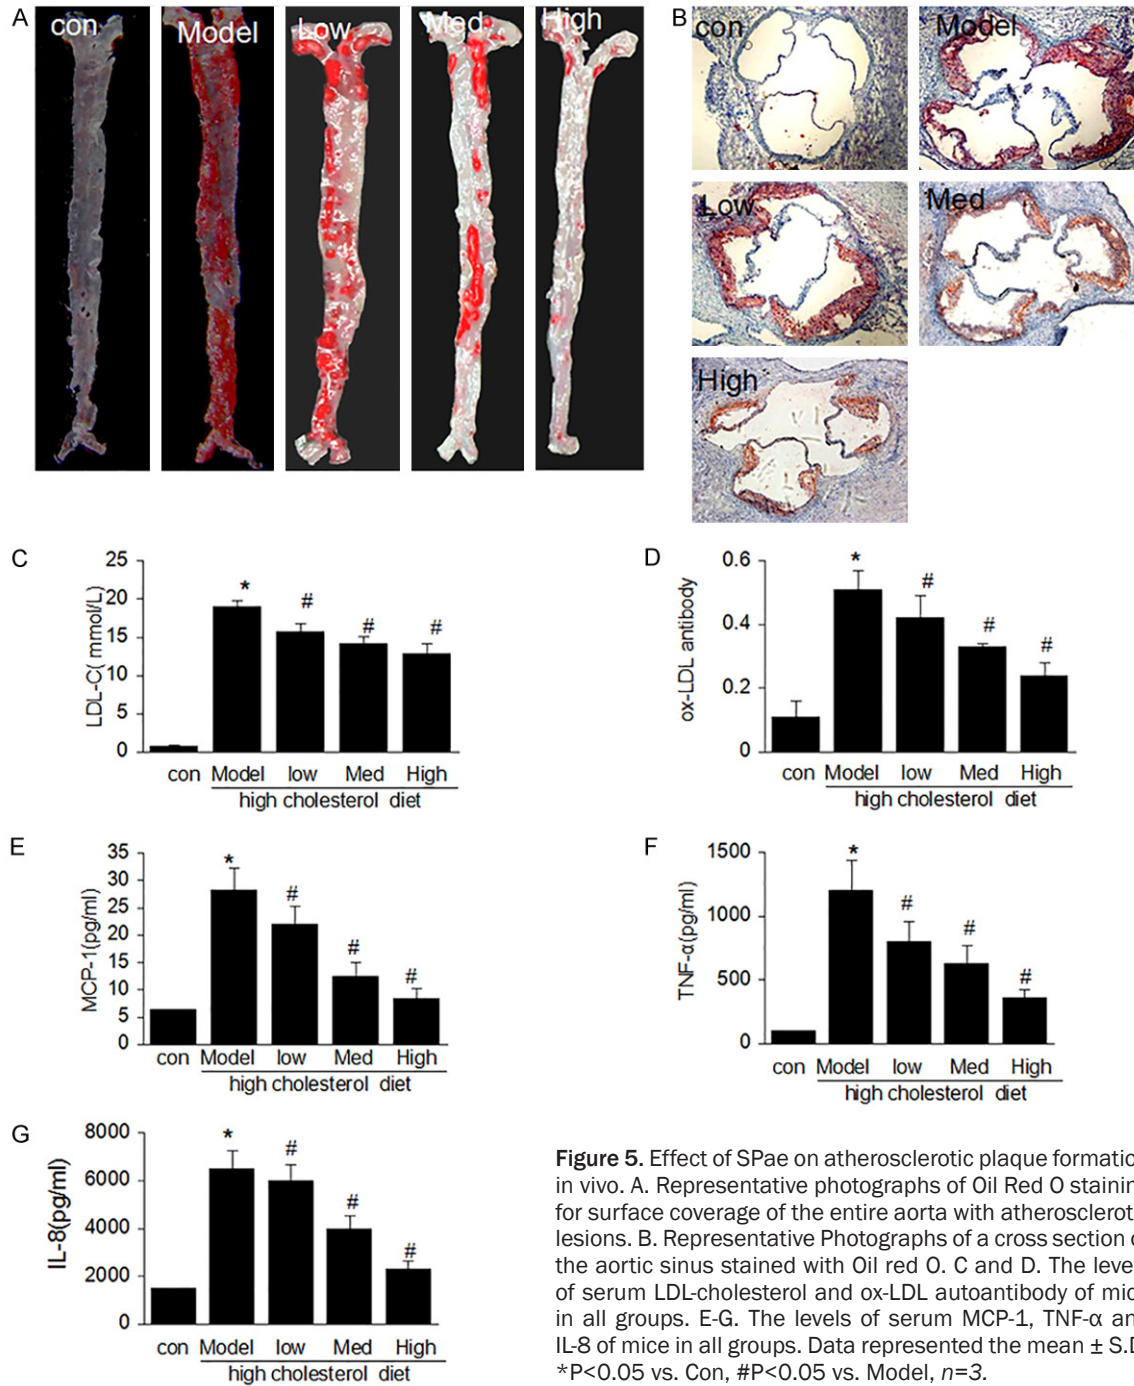 A
con
Model
Low
Med
High
B
con
Model
Low
Med
High
C
25
20
15
10
5
0
LDL-C( mmol/L)
*
#
#
#
con Model low Med High
high cholesterol diet
D
0.6
0.4
0.2
0
ox-LDL antibody
*
#
#
#
con Model low Med High
high cholesterol diet
E
35
30
25
20
15
10
5
0
MCP-1(pg/ml)
*
#
#
#
con Model low Med High
high cholesterol diet
F
1500
1000
500
0
TNF-α(pg/ml)
*
#
#
#
con Model low Med High
high cholesterol diet
G
8000
6000
4000
2000
0
IL-8(pg/ml)
*
#
#
#
con Model low Med High
high cholesterol diet
Figure 5. Effect of SPae on atherosclerotic plaque formation
in vivo. A. Representative photographs of Oil Red O stainin
for surface coverage of the entire aorta with atherosclerot
lesions. B. Representative Photographs of a cross section o
the aortic sinus stained with Oil red O. C and D. The level
of serum LDL-cholesterol and ox-LDL autoantibody of mic
in all groups. E-G. The levels of serum MCP-1, TNF-α an
IL-8 of mice in all groups. Data represented the mean ± S.D
*P<0.05 vs. Con, #P<0.05 vs. Model, n=3.